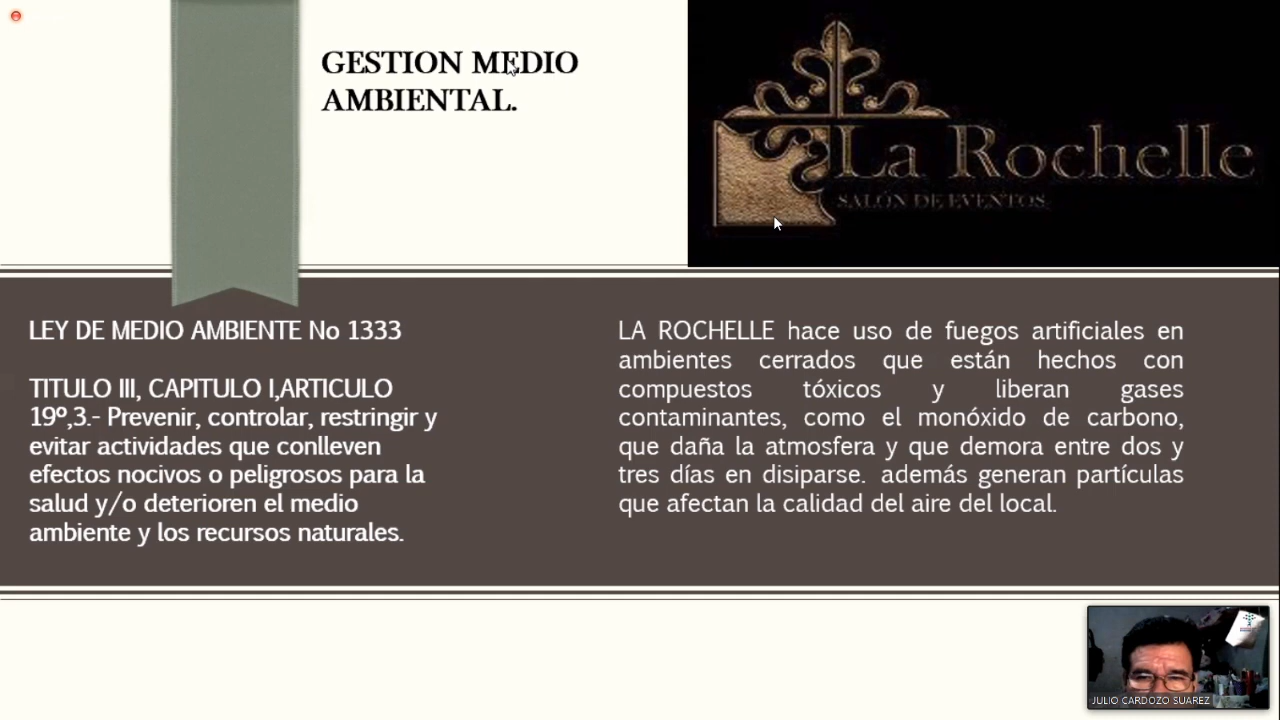 GESTION MEDIO
AMBIENTAL.
La Rochelle
SALÓN DE EVENTOS
LEY DE MEDIO AMBIENTE No 1333
TITULO III, CAPITULO I,ARTICULO
19º,3.- Prevenir, controlar, restringir y
evitar actividades que conlleven
efectos nocivos o peligrosos para la
salud y/o deterioren el medio
ambiente y los recursos naturales.
LA ROCHELLE hace uso de fuegos artificiales en
ambientes cerrados que están hechos con
compuestos tóxicos y liberan gases
contaminantes, como el monóxido de carbono,
que daña la atmosfera y que demora entre dos y
tres días en disiparse. además generan partículas
que afectan la calidad del aire del local.
JULIO CARDOZO SUAREZ